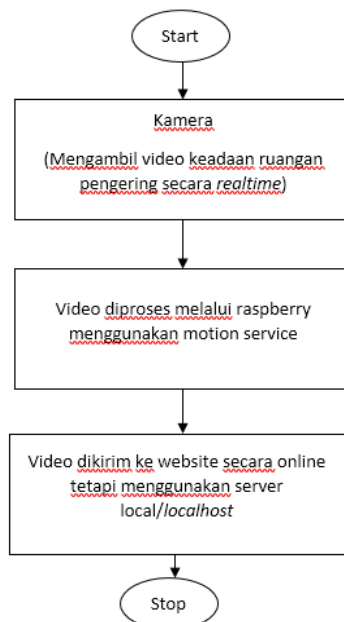 Start
Kamera
(Mengambil video keadaan ruangan
pengering secara realtime)
Video diproses melalui raspberry
menggunakan motion service
Video dikirim ke website secara online
tetapi menggunakan server
local/localhost
Stop